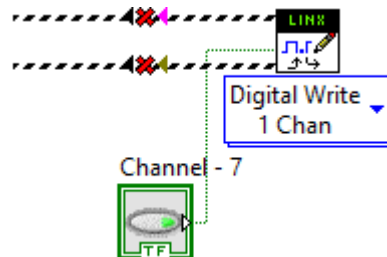 LINX
Digital Write
1 Chan
Channel - 7
TF